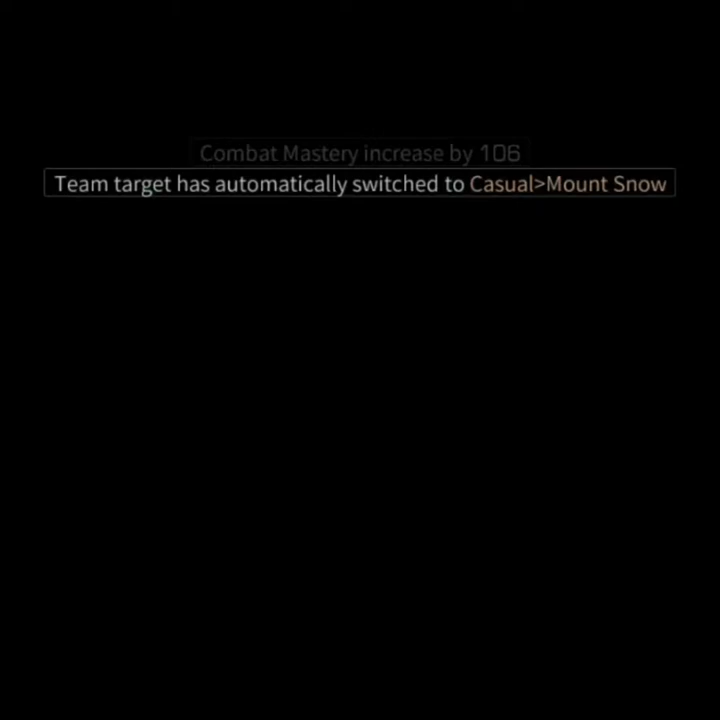 Combat Mastery increase by 106
Team target has automatically switched to Casual>Mount Snow